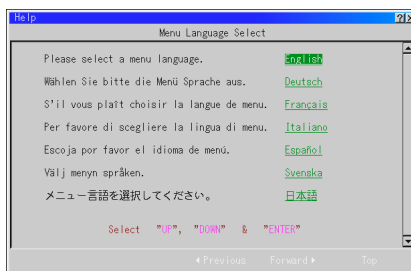 Help
Menu Language Select
Please select a menu language. English
Wählen Sie bitte die Menü Sprache aus. Deutsch
S'il vous plaît choisir la langue de menu. Français
Per favore di scegliere la lingua di menu. Italiano
Escoja por favor el idioma de menú. Español
Välj menyn språken. Svenska
メニュー言語を選択してください。 日本語
Select "UP", "DOWN" & "ENTER"
Previous Forward Top